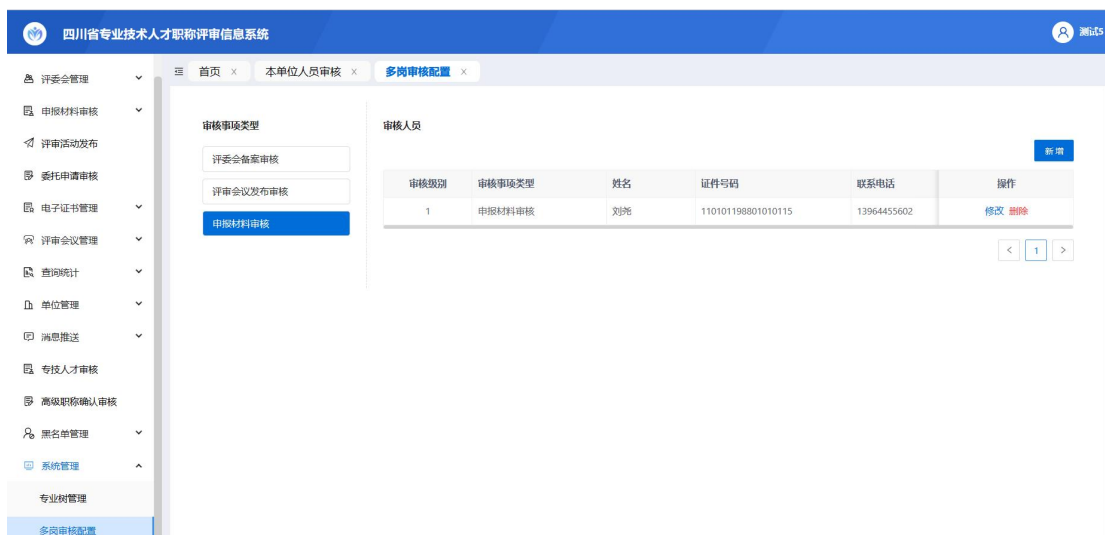 四川省专业技术人才职称评审信息系统
测试5
评委会管理
申报材料审核
评审活动发布
委托申请审核
电子证书管理
评审会议管理
查询统计
单位管理
消息推送
专技人才审核
高级职称确认审核
黑名单管理
系统管理
专业树管理
多岗审核配置
首页 × 本单位人员审核 × 多岗审核配置 ×
审核事项类型
评委会备案审核
评审会议发布审核
申报材料审核
审核人员
新增
审核级别 审核事项类型 姓名 证件号码 联系电话 操作
1 申报材料审核 刘尧 110101198801010115 13964455602 修改 删除
< 1 >